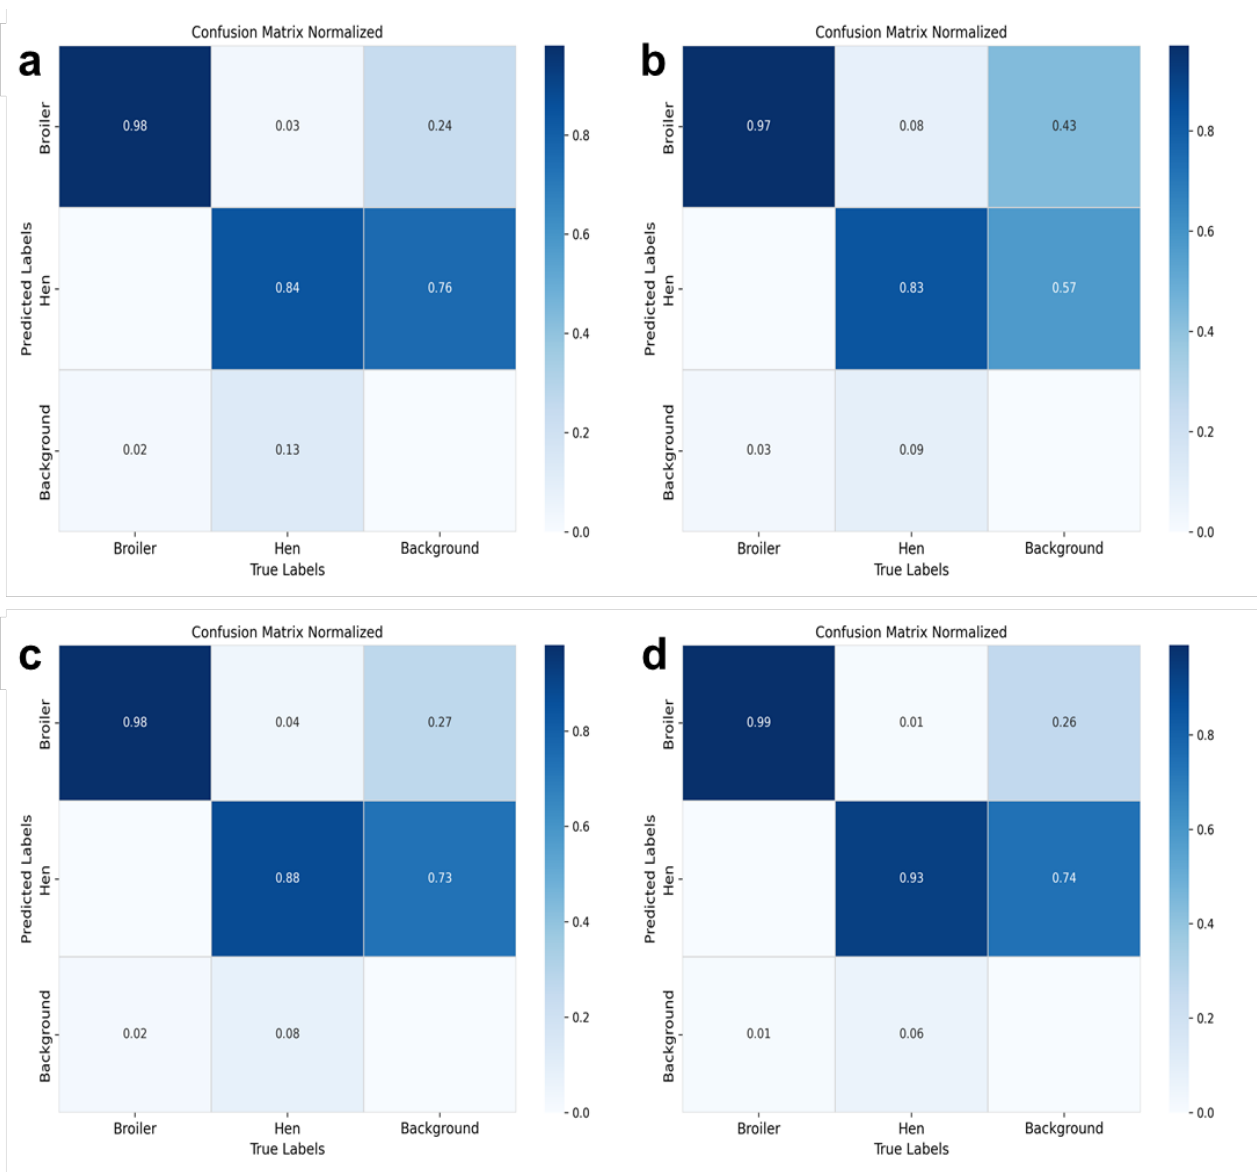 a
Confusion Matrix Normalized
Predicted Labels
Broiler
0.98
0.03
0.24
Hen
0.84
0.76
Background
0.02
0.13
Broiler
Hen
Background
True Labels
0.8
0.6
0.4
0.2
0.0
b
Confusion Matrix Normalized
Predicted Labels
Broiler
0.97
0.08
0.43
Hen
0.83
0.57
Background
0.03
0.09
Broiler
Hen
Background
True Labels
0.8
0.6
0.4
0.2
0.0
c
Confusion Matrix Normalized
Predicted Labels
Broiler
0.98
0.04
0.27
Hen
0.88
0.73
Background
0.02
0.08
Broiler
Hen
Background
True Labels
0.8
0.6
0.4
0.2
0.0
d
Confusion Matrix Normalized
Predicted Labels
Broiler
0.99
0.01
0.26
Hen
0.93
0.74
Background
0.01
0.06
Broiler
Hen
Background
True Labels
0.8
0.6
0.4
0.2
0.0